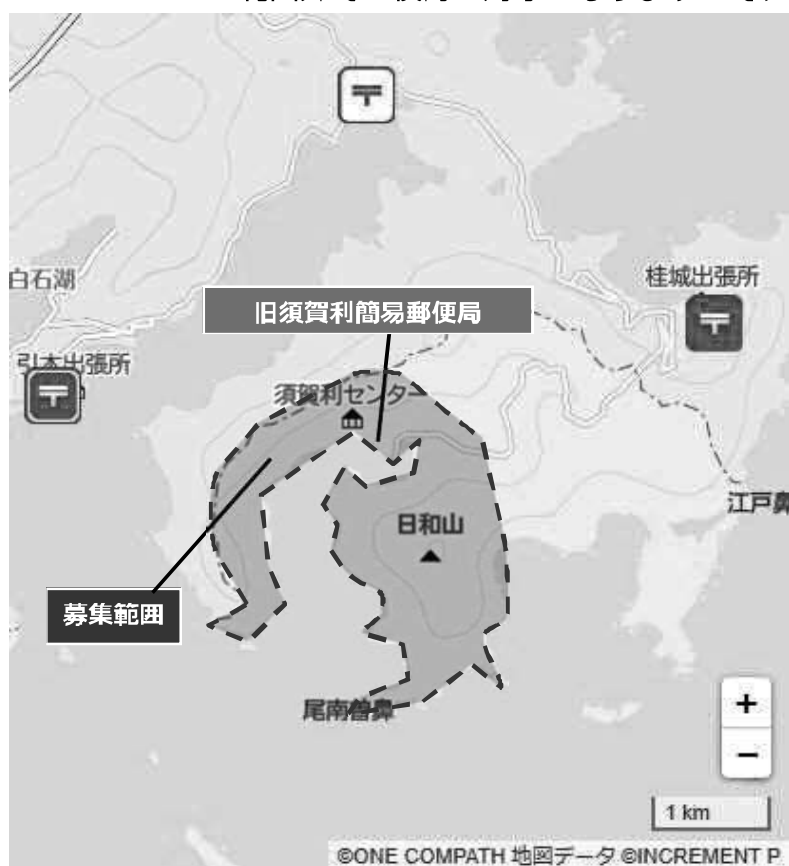 〒
白石湖
桂城出張所
〒
旧須賀利簡易郵便局
引本出張所
〒
須賀利センター
江戸鼻
日和山
募集範囲
尾南曽鼻
+
−
1 km
©ONE COMPATH 地図データ ©INCREMENT P